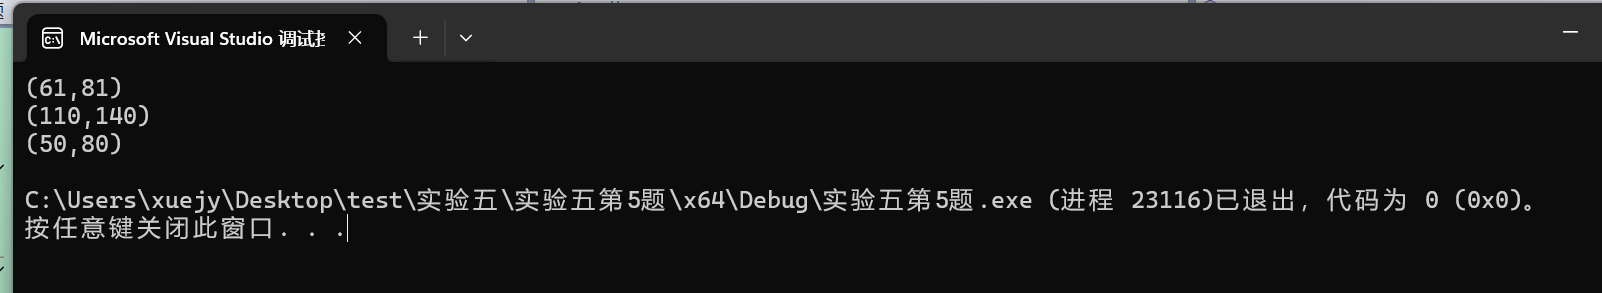 Microsoft Visual Studio 调试控
(61,81)
(110,140)
(50,80)
C:\Users\xuejy\Desktop\test\实验五\实验五第5题\x64\Debug\实验五第5题.exe (进程 23116)已退出，代码为 0 (0x0)。
按任意键关闭此窗口. . .